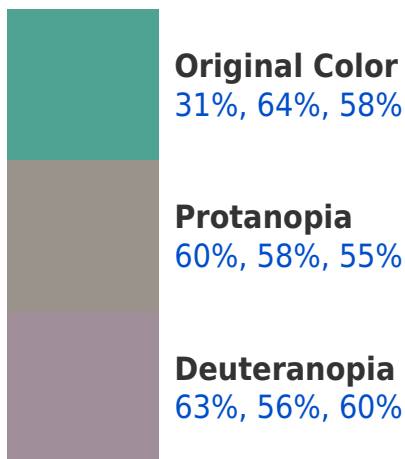 Original Color
31%, 64%, 58%
Protanopia
60%, 58%, 55%
Deuteranopia
63%, 56%, 60%